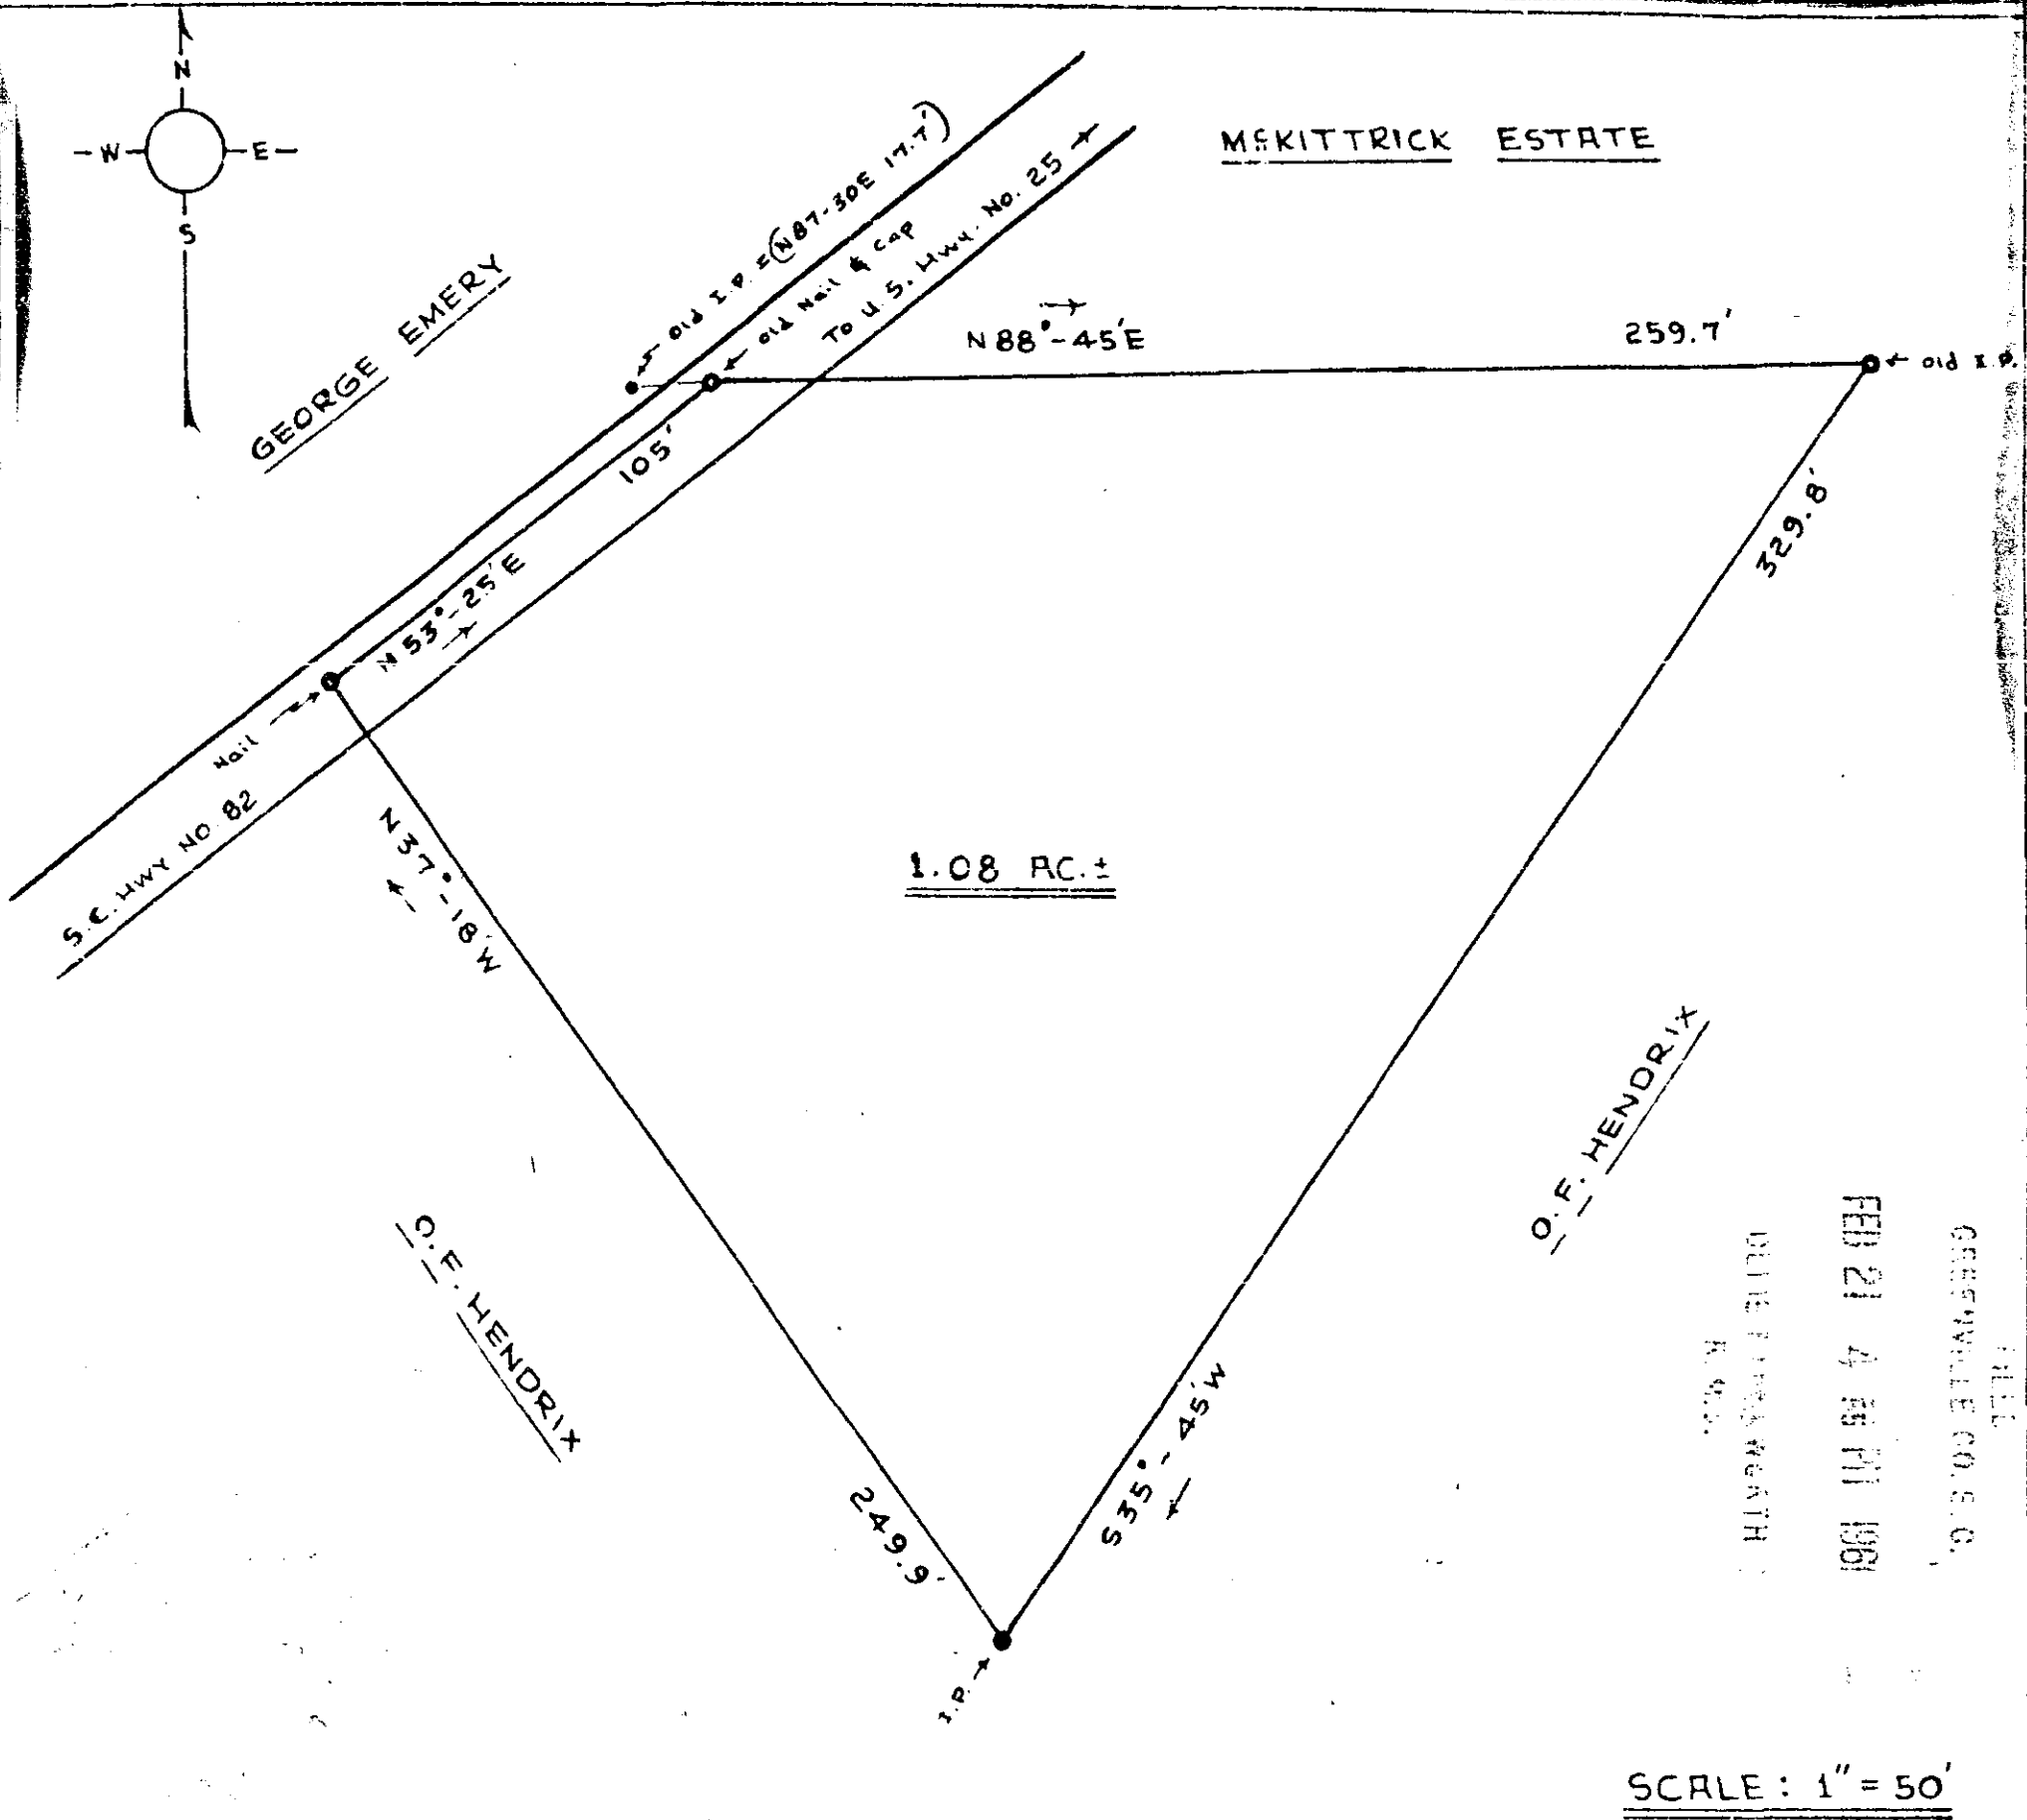 N
W E
S
McKITTRICK ESTATE
GEORGE EMERY
Old I.P. (N87-30E 17.7')
Old Nail & Cap
To U.S. Hwy. No. 25
N 88°-45'E
259.7'
Old I.P.
105'
N 53°-25'E
329.8'
Nail
S.C. HWY NO. 82
N 37°-18'W
1.08 AC.±
O.F. HENDRIX
O.F. HENDRIX
S 35°-45'W
249.9'
I.P.
GREENVILLE CO. S. C.
FEB 21 4 PM 1961
SCALE: 1" = 50'